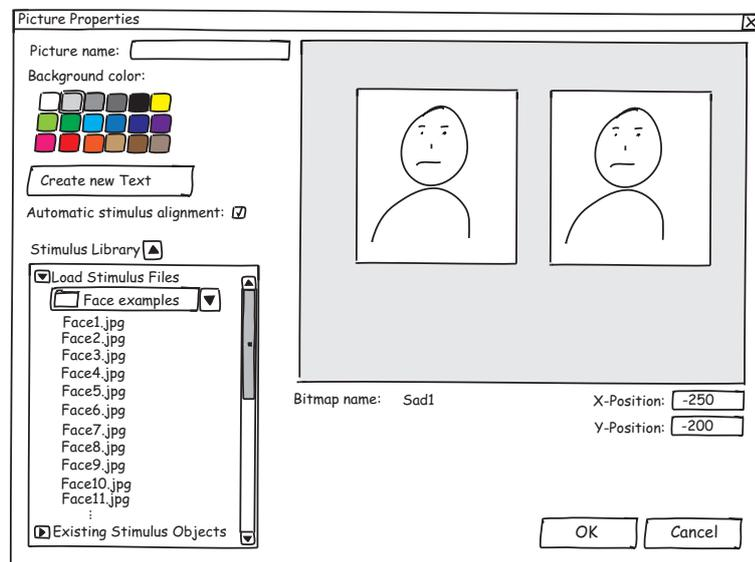 Picture Properties
Picture name:
Background color:
Create new Text
Automatic stimulus alignment:
Stimulus Library
Load Stimulus Files
Face examples
Face1.jpg
Face2.jpg
Face3.jpg
Face4.jpg
Face5.jpg
Face6.jpg
Face7.jpg
Face8.jpg
Face9.jpg
Face10.jpg
Face11.jpg
⋮
Existing Stimulus Objects
Bitmap name: Sad1
X-Position: -250
Y-Position: -200
OK Cancel